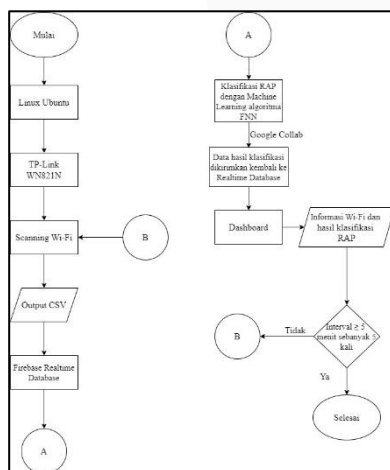 Mulai
Linux Ubuntu
TP-Link
WN821N
Scanning Wi-Fi
B
Output CSV
Firebase Realtime
Database
A
A
Klasifikasi RAP
dengan Machine
Learning algoritma
FNN
Google Collab
Data hasil klasifikasi
dikirimkan kembali ke
Realtime Database
Dashboard
Informasi Wi-Fi dan
hasil klasifikasi
RAP
Interval ≥ 5
menit sebanyak 5
kali
Tidak
B
Ya
Selesai